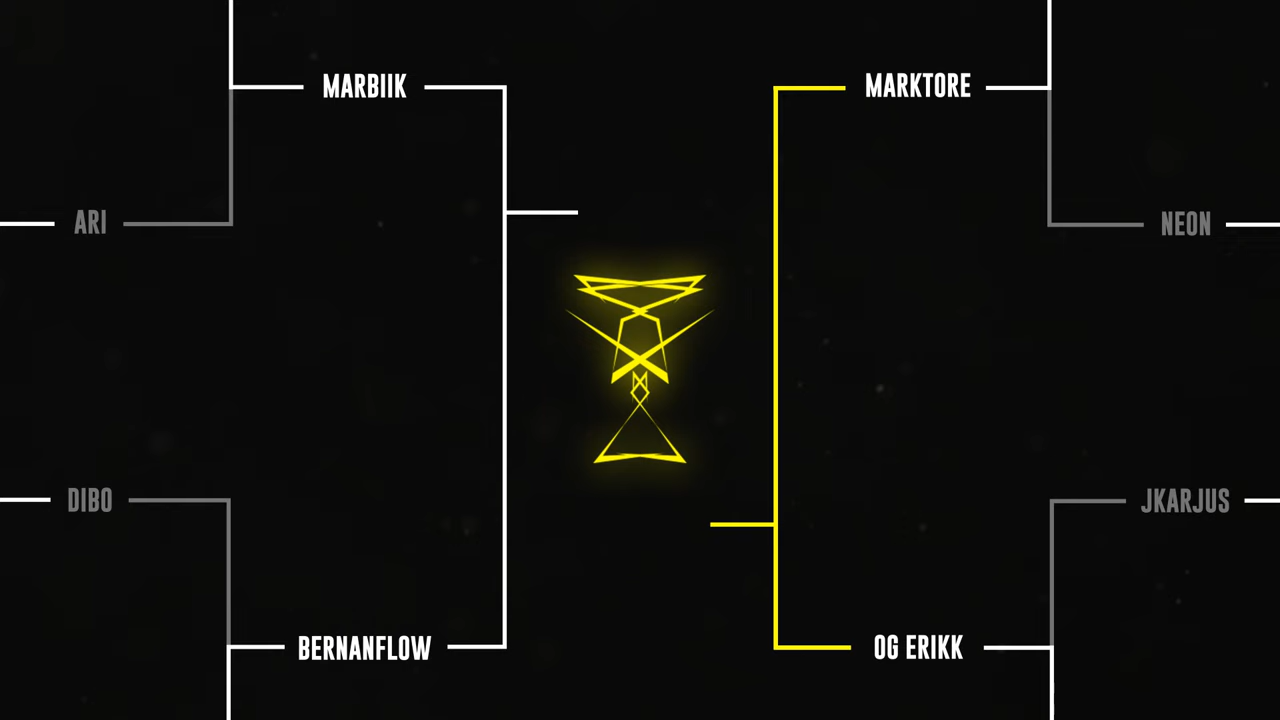 MARBIIK
MARKTORE
ARI
NEON
DIBO
JKARJUS
BERNANFLOW
OG ERIKK